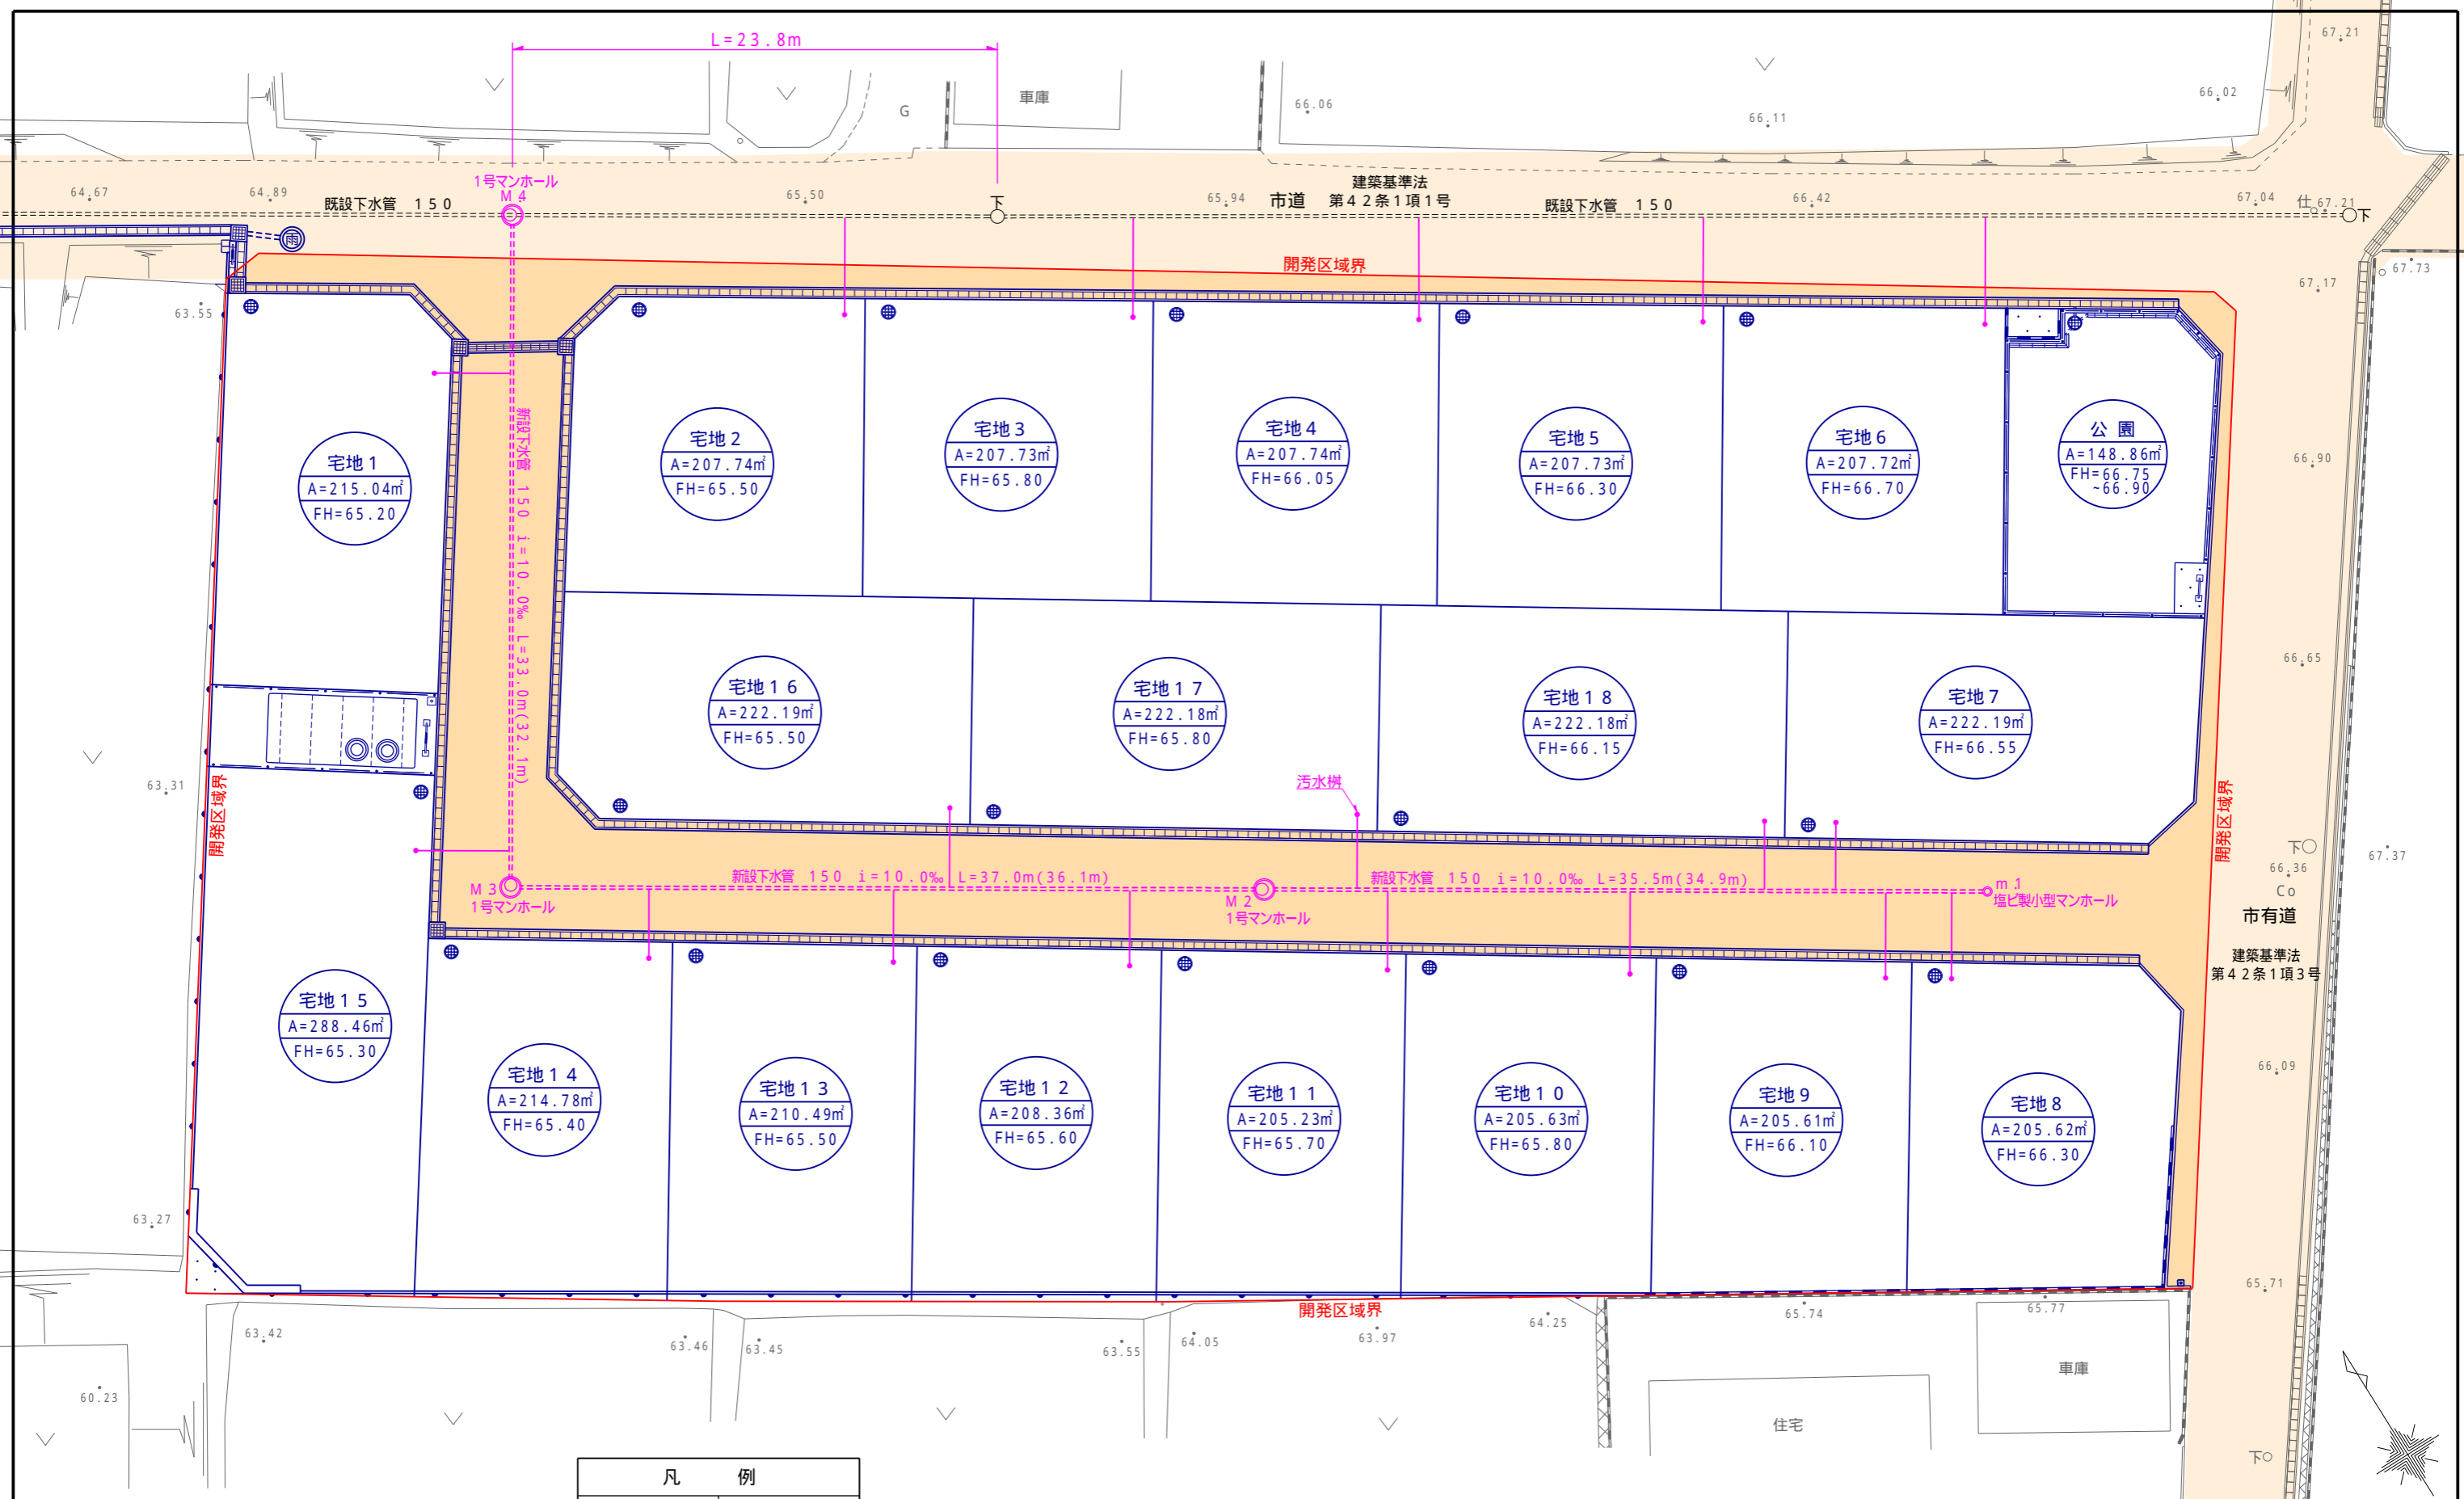 L=23.8m
67.21
車庫
G
66.06
66.11
66.02
1号マンホール
M 4
建築基準法
第42条1項1号
市道
64.67
64.89
既設下水管 150
65.50
下
65.94
既設下水管 150
66.42
67.04
仕
67.21
下
雨
開発区域界
67.73
67.17
63.55
宅地1
A=215.04㎡
FH=65.20
新設下水管 150 i=10.0‰ L=33.0m(32.1m)
宅地2
A=207.74㎡
FH=65.50
宅地3
A=207.73㎡
FH=65.80
宅地4
A=207.74㎡
FH=66.05
宅地5
A=207.73㎡
FH=66.30
宅地6
A=207.72㎡
FH=66.70
公園
A=148.86㎡
FH=66.75
~66.90
66.90
66.65
宅地16
A=222.19㎡
FH=65.50
宅地17
A=222.18㎡
FH=65.80
宅地18
A=222.18㎡
FH=66.15
宅地7
A=222.19㎡
FH=66.55
63.31
開発区域界
汚水桝
開発区域界
下
66.36
67.37
Co
市有道
建築基準法
第42条1項3号
M 3
1号マンホール
新設下水管 150 i=10.0‰ L=37.0m(36.1m)
M 2
1号マンホール
新設下水管 150 i=10.0‰ L=35.5m(34.9m)
m.1
塩ビ製小型マンホール
宅地15
A=288.46㎡
FH=65.30
宅地14
A=214.78㎡
FH=65.40
宅地13
A=210.49㎡
FH=65.50
宅地12
A=208.36㎡
FH=65.60
宅地11
A=205.23㎡
FH=65.70
宅地10
A=205.63㎡
FH=65.80
宅地9
A=205.61㎡
FH=66.10
宅地8
A=205.62㎡
FH=66.30
66.09
63.27
65.71
開発区域界
63.42
63.46
63.45
63.55
64.05
63.97
64.25
65.74
65.77
60.23
車庫
住宅
下
凡 例